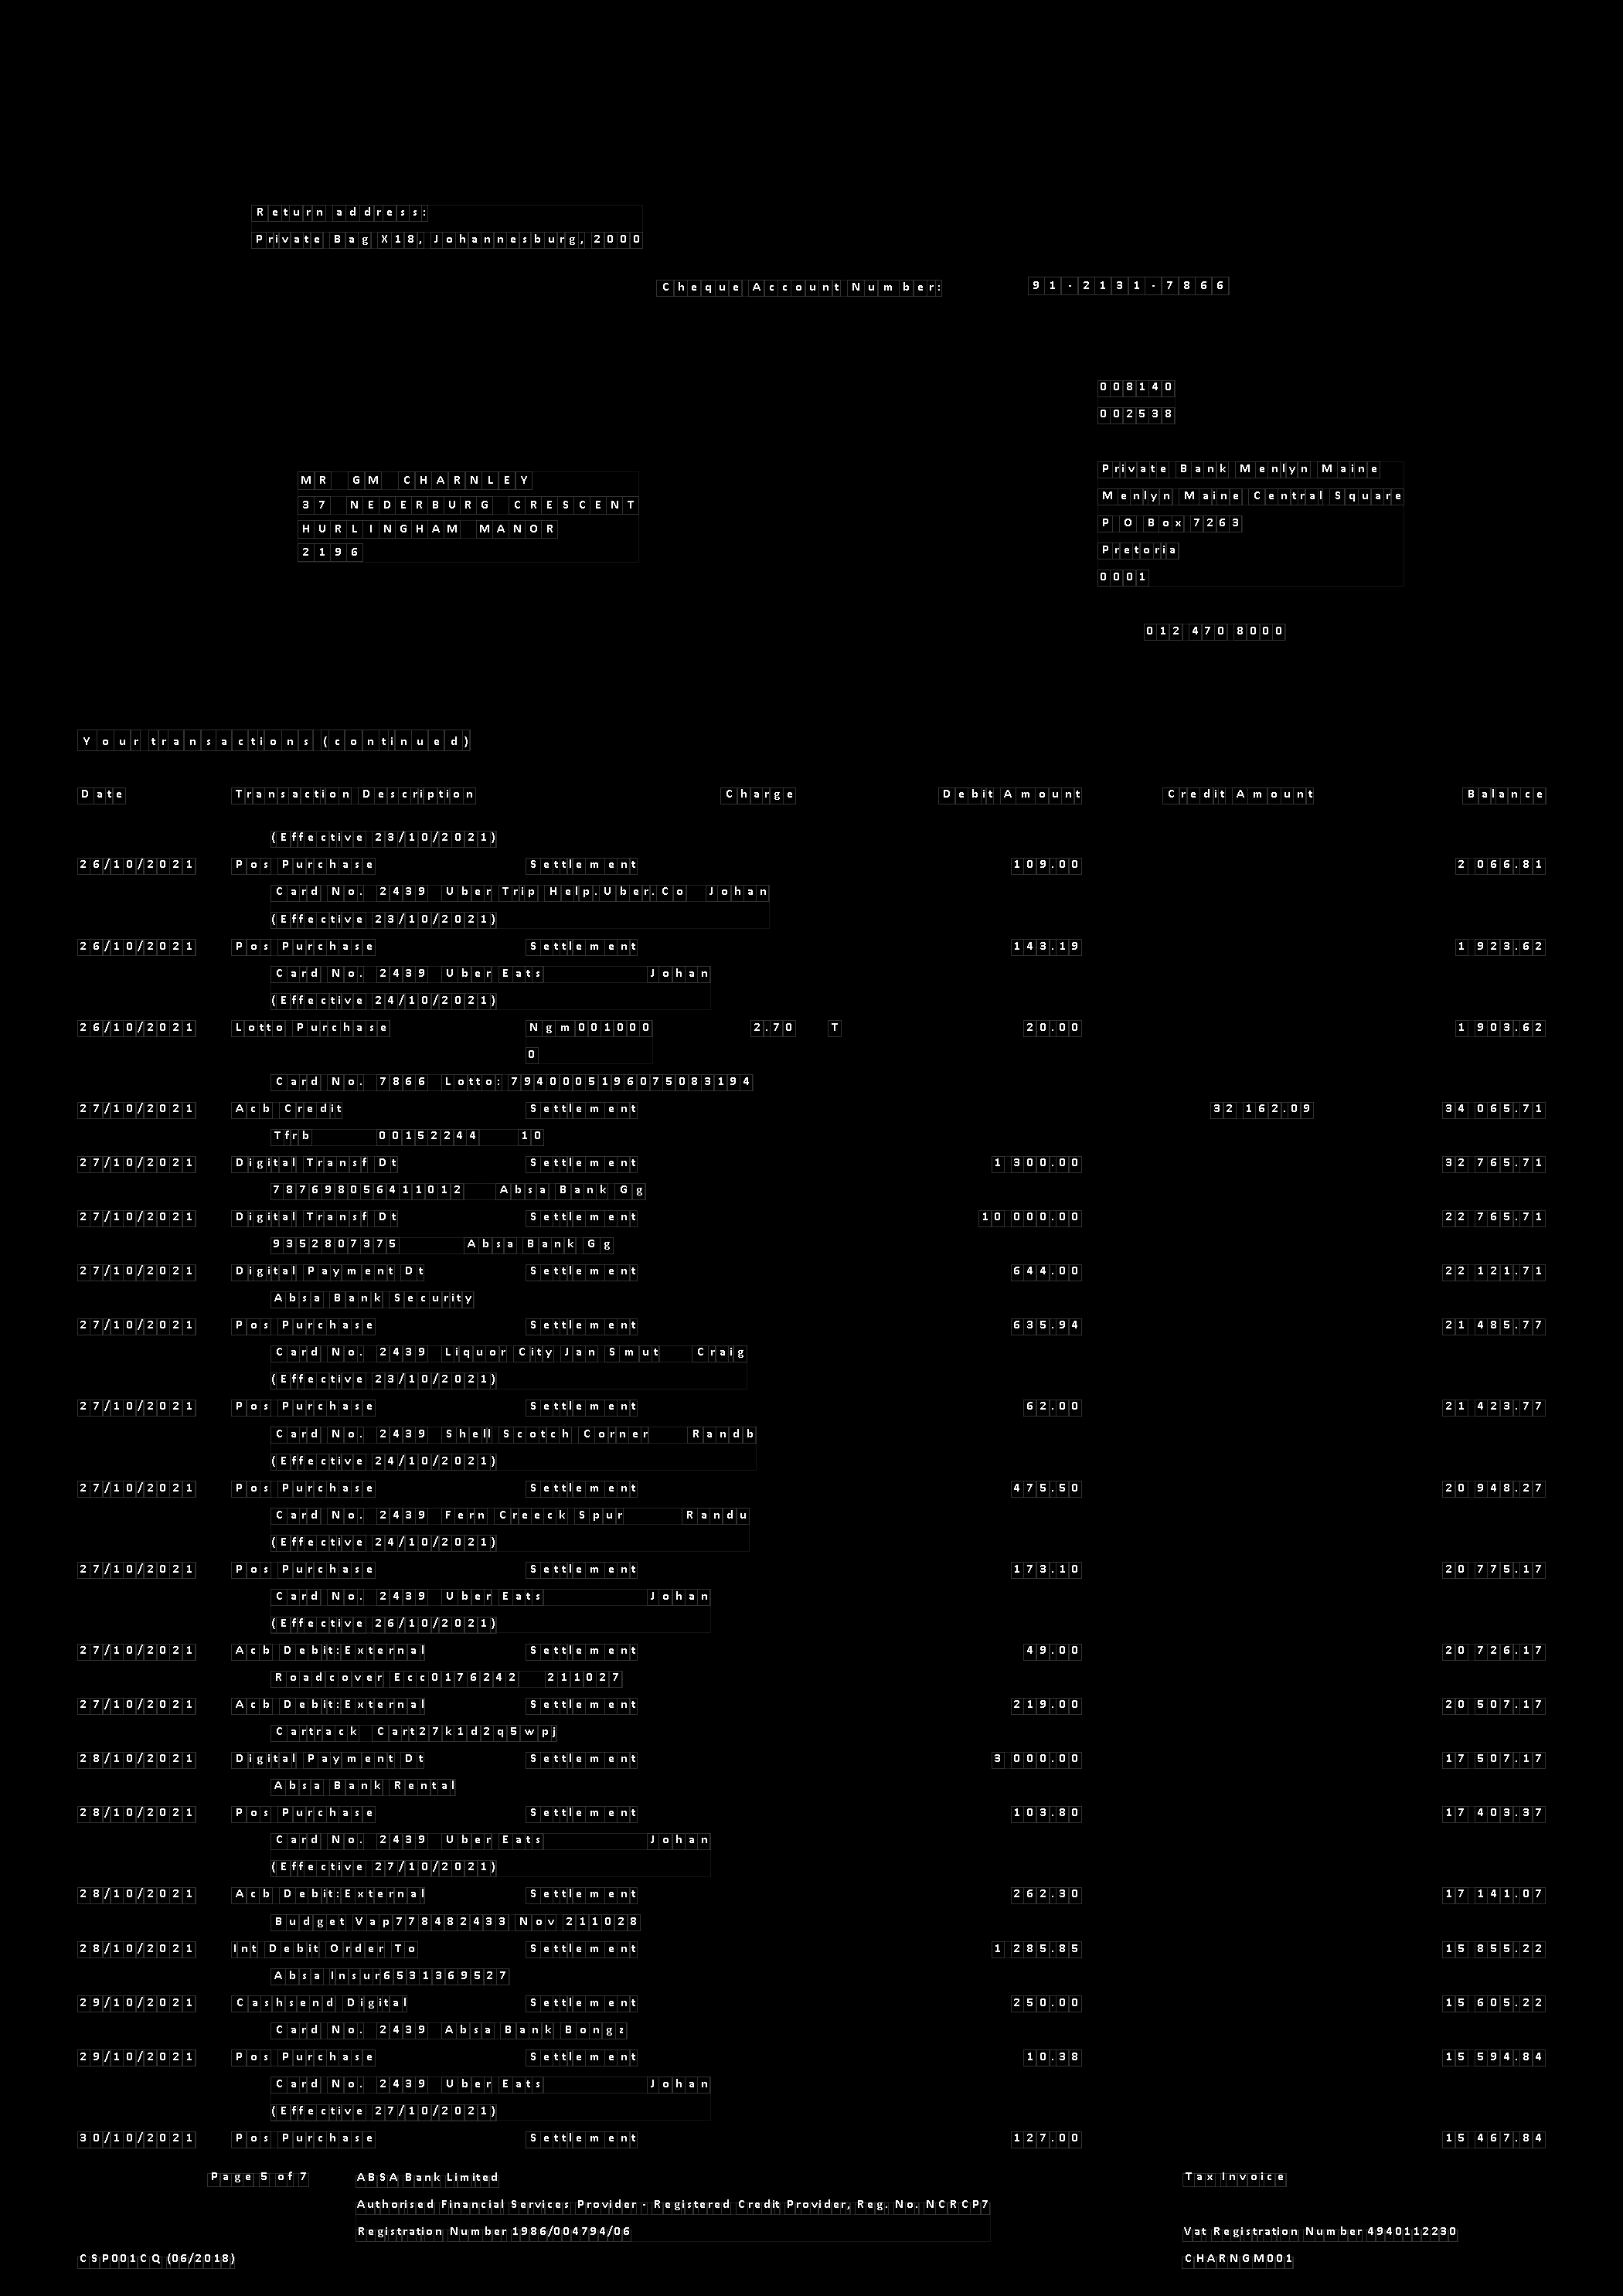 Return address:
Private Bag X18, Johannesburg, 2000
Cheque Account Number: 91-2131-7866
008140
002538
Private Bank Menlyn Maine
MR GM CHARNLEY
Menlyn Maine Central Square
37 NEDERBURG CRESCENT
P O Box 7263
HURLINGHAM MANOR
Pretoria
2196
0001
012 470 8000
Your transactions (continued)
Date Transaction Description Charge Debit Amount Credit Amount Balance
(Effective 23/10/2021)
26/10/2021 Pos Purchase Settlement 109.00 2 066.81
Card No. 2439 Uber Trip Help.Uber.Co Johan
(Effective 23/10/2021)
26/10/2021 Pos Purchase Settlement 143.19 1 923.62
Card No. 2439 Uber Eats Johan
(Effective 24/10/2021)
26/10/2021 Lotto Purchase Ngm001000 2.70 T 20.00 1 903.62
0
Card No. 7866 Lotto: 7940005196075083194
27/10/2021 Acb Credit Settlement 32 162.09 34 065.71
Tfrb 00152244 10
27/10/2021 Digital Transf Dt Settlement 1 300.00 32 765.71
787698056411012 Absa Bank Gg
27/10/2021 Digital Transf Dt Settlement 10 000.00 22 765.71
9352807375 Absa Bank Gg
27/10/2021 Digital Payment Dt Settlement 644.00 22 121.71
Absa Bank Security
27/10/2021 Pos Purchase Settlement 635.94 21 485.77
Card No. 2439 Liquor City Jan Smut Craig
(Effective 23/10/2021)
27/10/2021 Pos Purchase Settlement 62.00 21 423.77
Card No. 2439 Shell Scotch Corner Randb
(Effective 24/10/2021)
27/10/2021 Pos Purchase Settlement 475.50 20 948.27
Card No. 2439 Fern Creeck Spur Randu
(Effective 24/10/2021)
27/10/2021 Pos Purchase Settlement 173.10 20 775.17
Card No. 2439 Uber Eats Johan
(Effective 26/10/2021)
27/10/2021 Acb Debit:External Settlement 49.00 20 726.17
Roadcover Ecc0176242 211027
27/10/2021 Acb Debit:External Settlement 219.00 20 507.17
Cartrack Cart27k1d2q5wpj
28/10/2021 Digital Payment Dt Settlement 3 000.00 17 507.17
Absa Bank Rental
28/10/2021 Pos Purchase Settlement 103.80 17 403.37
Card No. 2439 Uber Eats Johan
(Effective 27/10/2021)
28/10/2021 Acb Debit:External Settlement 262.30 17 141.07
Budget Vap778482433 Nov 211028
28/10/2021 Int Debit Order To Settlement 1 285.85 15 855.22
Absa Insur6531369527
29/10/2021 Cashsend Digital Settlement 250.00 15 605.22
Card No. 2439 Absa Bank Bongz
29/10/2021 Pos Purchase Settlement 10.38 15 594.84
Card No. 2439 Uber Eats Johan
(Effective 27/10/2021)
30/10/2021 Pos Purchase Settlement 127.00 15 467.84
Page 5 of 7 ABSA Bank Limited Tax Invoice
Authorised Financial Services Provider - Registered Credit Provider, Reg. No. NCRCP7
Registration Number 1986/004794/06 Vat Registration Number 4940112230
CSP001CQ (06/2018) CHARNGM001